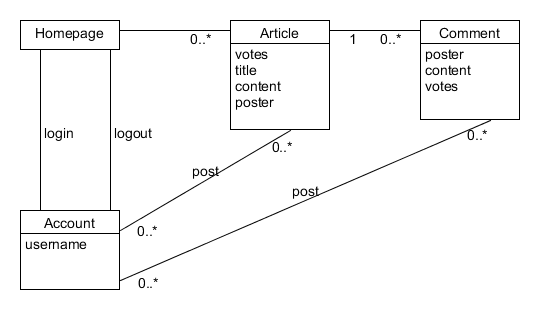 Homepage
Article
Comment
0..*
1
0..*
votes
title
content
poster
poster
content
votes
login
logout
0..*
0..*
post
post
Account
username
0..*
0..*